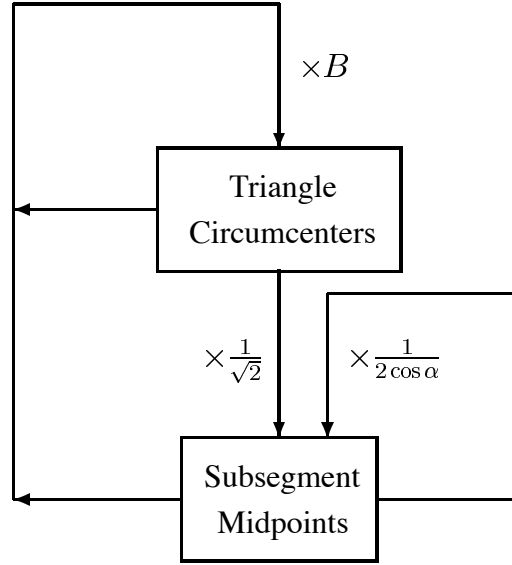 ×B
Triangle
Circumcenters
×1/√2
×1/(2 cos α)
Subsegment
Midpoints